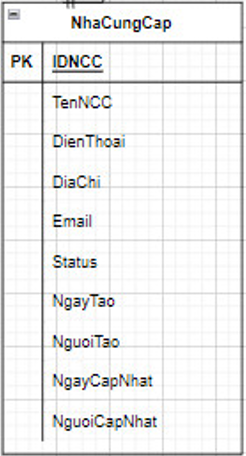 NhaCungCap
PK IDNCC
TenNCC
DienThoai
DiaChi
Email
Status
NgayTao
NguoiTao
NgayCapNhat
NguoiCapNhat